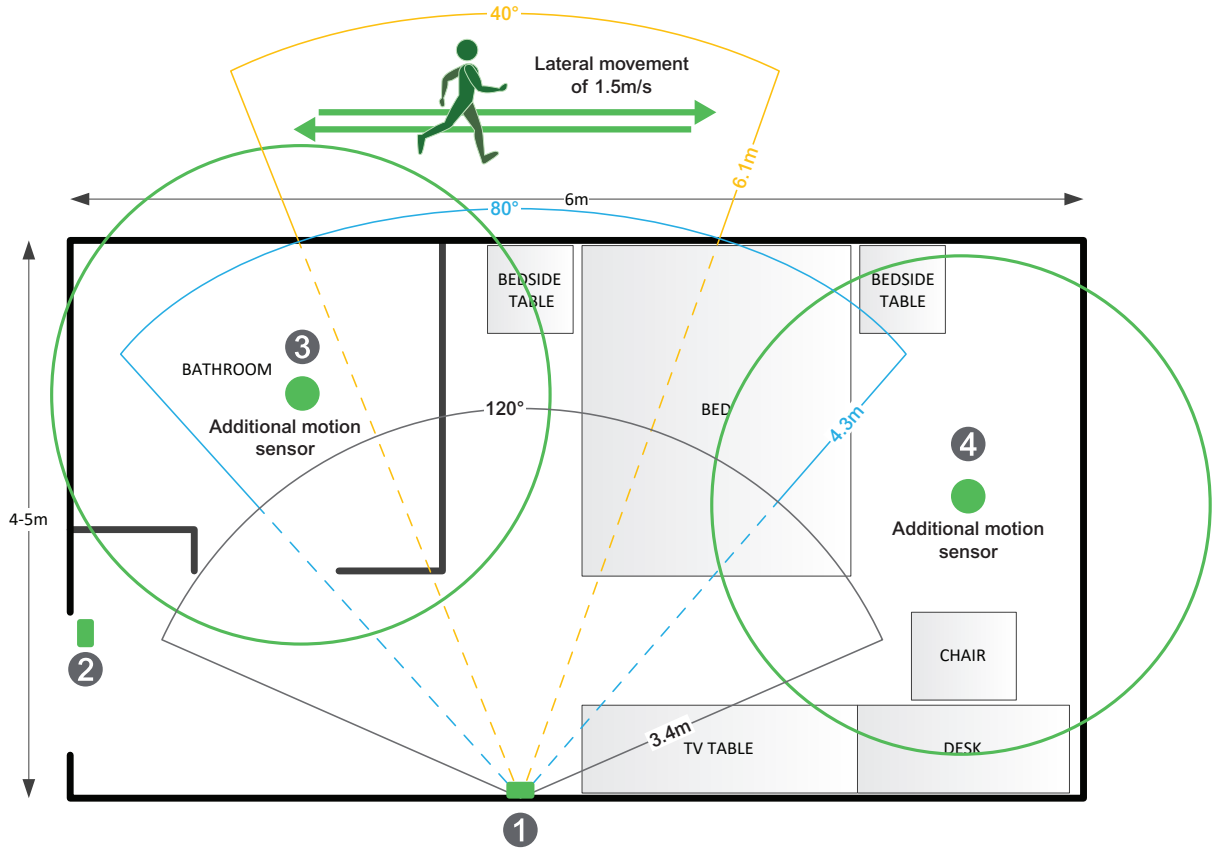 40°
Lateral movement
of 1.5m/s
6.1m
6m
80°
BEDSIDE
TABLE
BEDSIDE
TABLE
3
BATHROOM
Additional motion
sensor
120°
BED
4.3m
4
Additional motion
sensor
4-5m
2
CHAIR
3.4m
TV TABLE
DESK
1